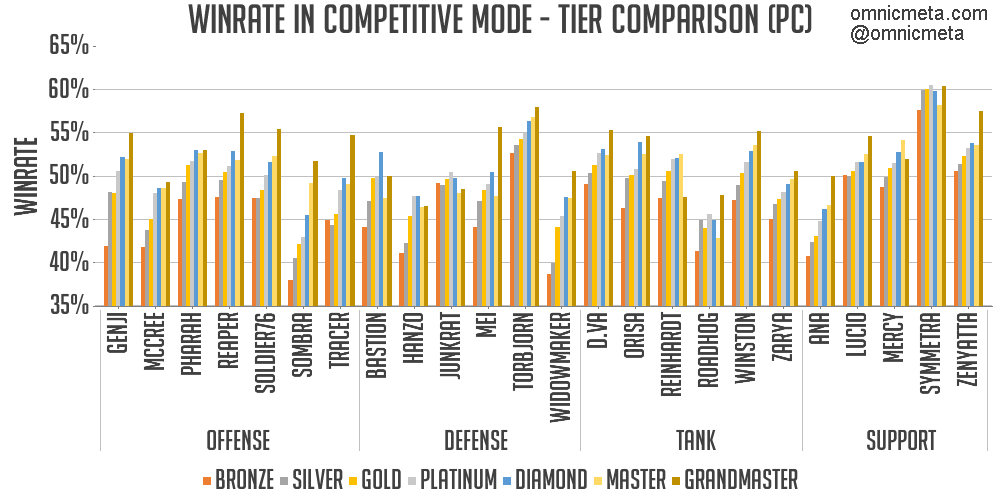 WINRATE IN COMPETITIVE MODE - TIER COMPARISON (PC)
omnicmeta.com
@omnicmeta
65%
60%
55%
50%
45%
40%
35%
WINRATE
GENJI
MCCREE
PHARAH
REAPER
SOLDIER76
SOMBRA
TRACER
BASTION
HANZO
JUNKRAT
MEI
TORBJORN
WIDOWMAKER
D.VA
ORISA
REINHARDT
ROADHOG
WINSTON
ZARYA
ANA
LUCIO
MERCY
SYMMETRA
ZENYATTA
OFFENSE
DEFENSE
TANK
SUPPORT
BRONZE SILVER GOLD PLATINUM DIAMOND MASTER GRANDMASTER